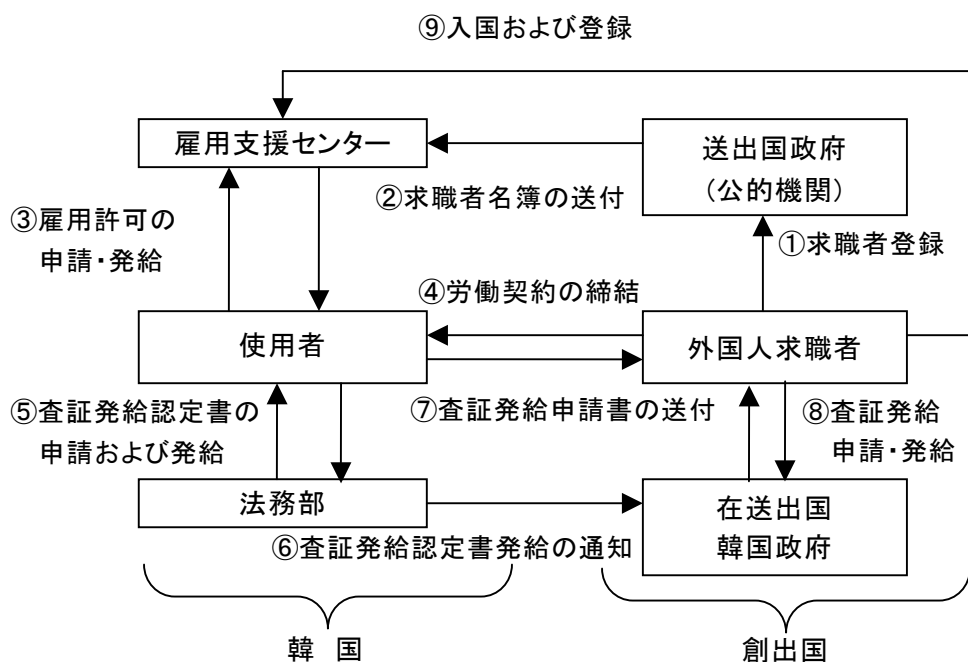 ⑨入国および登録
雇用支援センター
送出国政府
(公的機関)
②求職者名簿の送付
③雇用許可の
申請・発給
①求職者登録
④労働契約の締結
使用者
外国人求職者
⑤査証発給認定書の
申請および発給
⑦査証発給申請書の送付
⑧査証発給
申請・発給
法務部
在送出国
韓国政府
⑥査証発給認定書発給の通知
韓 国
創出国